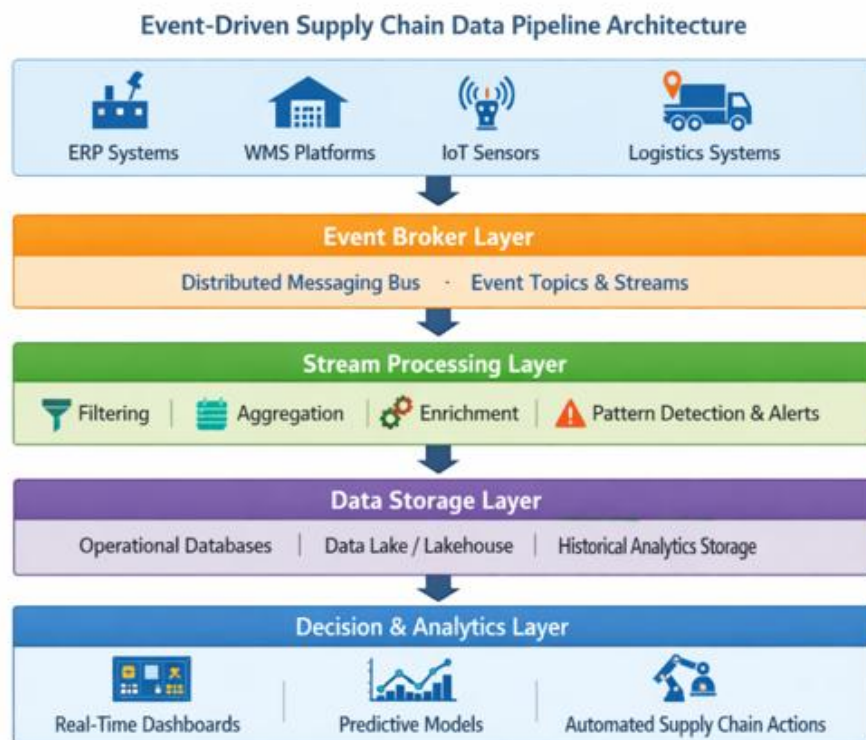 Event-Driven Supply Chain Data Pipeline Architecture
ERP Systems WMS Platforms IoT Sensors Logistics Systems
Event Broker Layer
Distributed Messaging Bus · Event Topics & Streams
Stream Processing Layer
Filtering | Aggregation | Enrichment | Pattern Detection & Alerts
Data Storage Layer
Operational Databases | Data Lake / Lakehouse | Historical Analytics Storage
Decision & Analytics Layer
Real-Time Dashboards | Predictive Models | Automated Supply Chain Actions